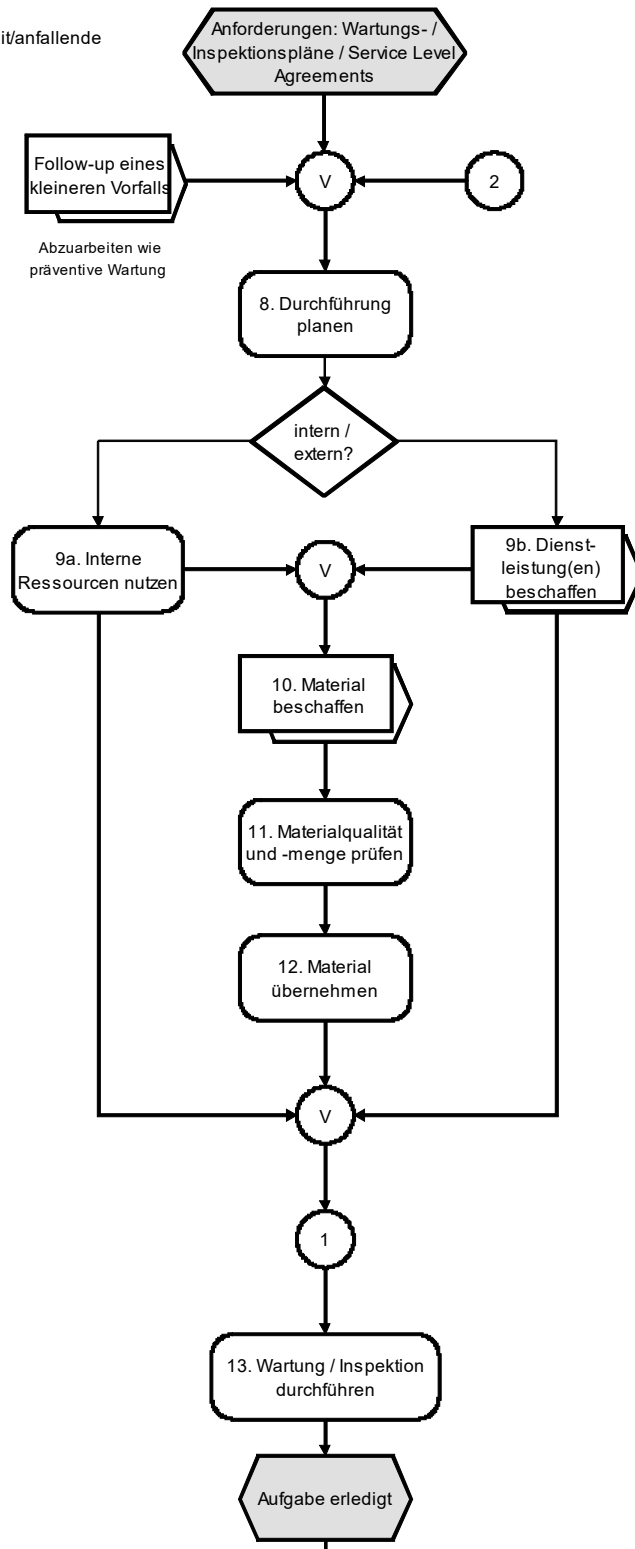 it/anfallende
Anforderungen: Wartungs- /
Inspektionspläne / Service Level
Agreements
Follow-up eines
kleineren Vorfalls
V
2
Abzuarbeiten wie
präventive Wartung
8. Durchführung
planen
intern /
extern?
9a. Interne
Ressourcen nutzen
V
9b. Dienst-
leistung(en)
beschaffen
10. Material
beschaffen
11. Materialqualität
und -menge prüfen
12. Material
übernehmen
V
1
13. Wartung / Inspektion
durchführen
Aufgabe erledigt